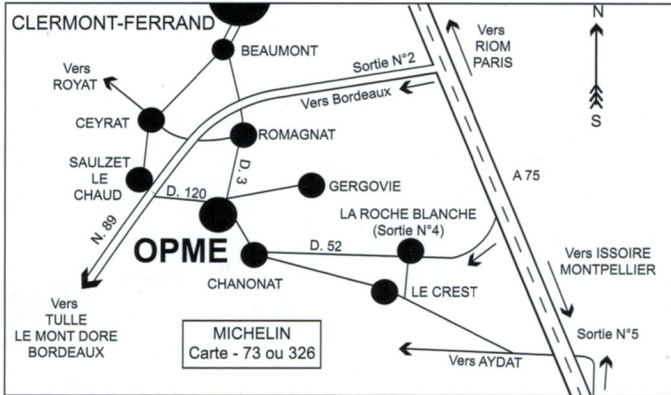 CLERMONT-FERRAND
N
BEAUMONT
Vers
RIOM
PARIS
Sortie N°2
Vers
ROYAT
Vers Bordeaux
S
CEYRAT
ROMAGNAT
SAULZET
LE
CHAUD
D. 3
D. 120
GERGOVIE
A 75
LA ROCHE BLANCHE
(Sortie N°4)
N. 89
OPME
D. 52
Vers ISSOIRE
MONTPELLIER
CHANONAT
LE CREST
Vers
TULLE
LE MONT DORE
BORDEAUX
MICHELIN
Carte - 73 ou 326
Sortie N°5
Vers AYDAT